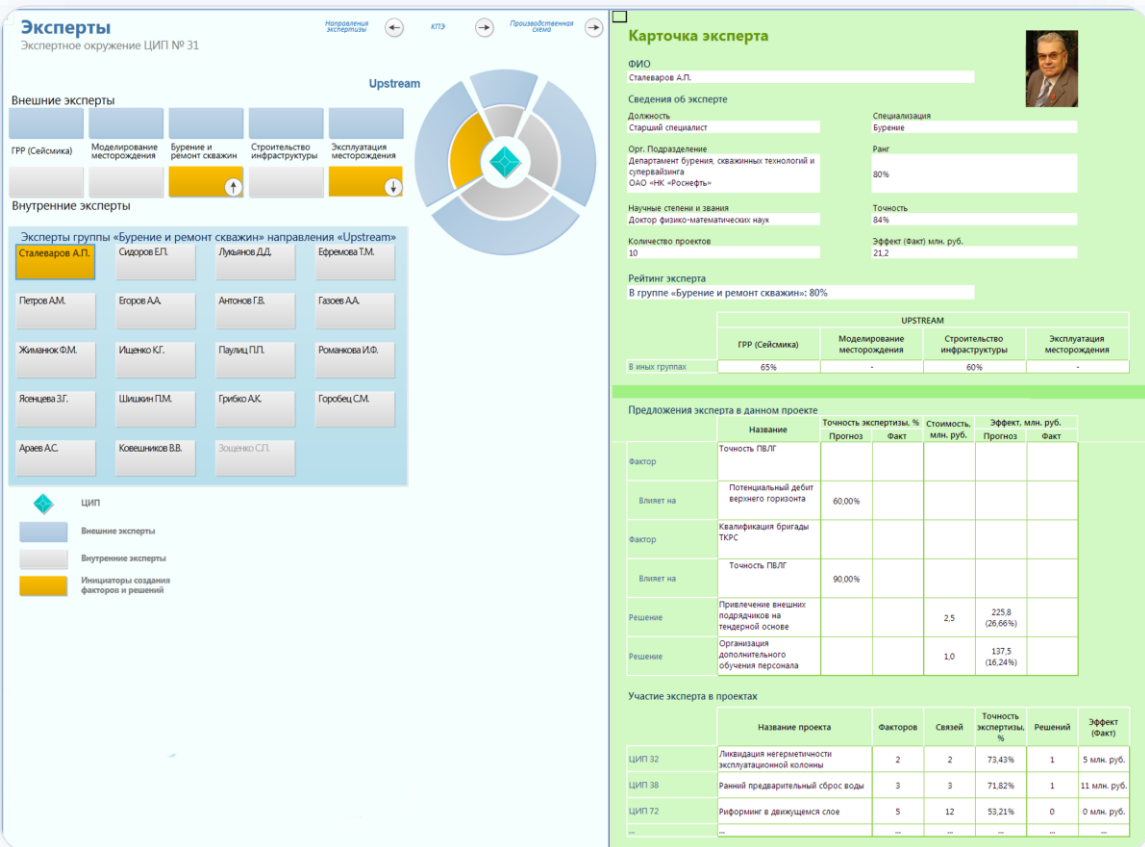 Эксперты
Экспертное окружение ЦИП № 31
Направления
экспертизы
КПЭ
Производственная
схема
Upstream
Внешние эксперты
ГРР (Сейсмика)
Моделирование
месторождения
Бурение и
ремонт скважин
Строительство
инфраструктуры
Эксплуатация
месторождения
Внутренние эксперты
Эксперты группы «Бурение и ремонт скважин» направления «Upstream»
Сталеваров А.П. Сидоров Е.П. Лукьянов Д.Д. Ефремова Т.М.
Петров А.М. Егоров А.А. Антонов Г.В. Газоев А.А.
Жиманюк Ф.М. Ищенко К.Г. Паулиц П.П. Романкова И.Ф.
Ясенцева З.Г. Шишкин П.М. Грибко А.К. Горобец С.М.
Араев А.С. Ковешников В.В. Зощенко С.П.
ЦИП
Внешние эксперты
Внутренние эксперты
Инициаторы создания
факторов и решений
Карточка эксперта
ФИО
Сталеваров А.П.
Сведения об эксперте
Должность
Старший специалист
Специализация
Бурение
Орг. Подразделение
Департамент бурения, скважинных технологий и
супервайзинга
ОАО «НК «Роснефть»
Ранг
80%
Научные степени и звания
Доктор физико-математических наук
Точность
84%
Количество проектов
10
Эффект (Факт) млн. руб.
21,2
Рейтинг эксперта
В группе «Бурение и ремонт скважин»: 80%
UPSTREAM
ГРР (Сейсмика)
Моделирование
месторождения
Строительство
инфраструктуры
Эксплуатация
месторождения
В иных группах 65% - 60% -
Предложения эксперта в данном проекте
Название
Точность экспертизы, %
Прогноз Факт
Стоимость,
млн. руб.
Эффект, млн. руб.
Прогноз Факт
Фактор
Точность ПВЛГ
Влияет на
Потенциальный дебит
верхнего горизонта
60,00%
Фактор
Квалификация бригады
ТКРС
Влияет на
Точность ПВЛГ
90,00%
Решение
Привлечение внешних
подрядчиков на
тендерной основе
2,5
225,8
(26,66%)
Решение
Организация
дополнительного
обучения персонала
1,0
137,5
(16,24%)
Участие эксперта в проектах
Название проекта
Факторов
Связей
Точность
экспертизы,
%
Решений
Эффект
(Факт)
ЦИП 32
Ликвидация негерметичности
эксплуатационной колонны
2 2 73,43% 1 5 млн. руб.
ЦИП 38 Ранний предварительный сброс воды 3 3 71,82% 1 11 млн. руб.
ЦИП 72 Риформинг в движущемся слое 5 12 53,21% 0 0 млн. руб.
... ... ... ... ... ... ...